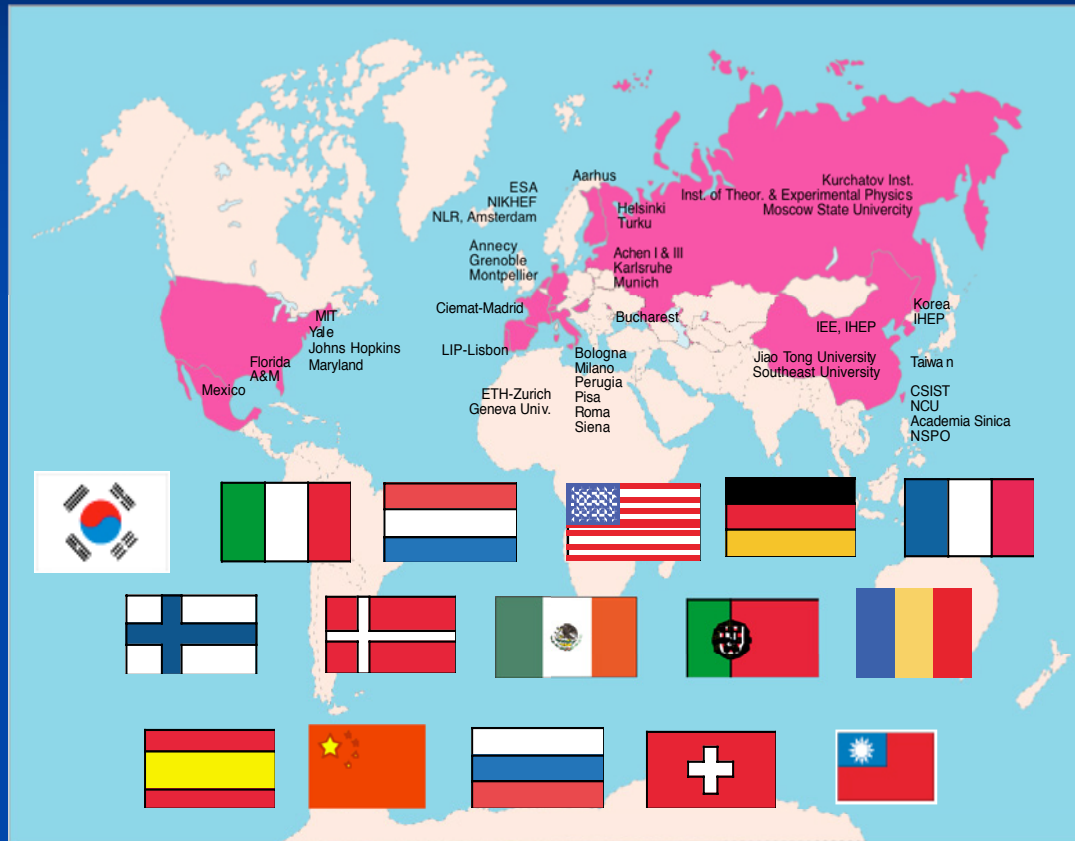 Aarhus
ESA
NIKHEF
NLR, Amsterdam
Kurchatov Inst.
Inst. of Theor. & Experimental Physics
Moscow State Univercity
Helsinki
Turku
Annecy
Grenoble
Montpellier
Achen I & III
Karlsruhe
Munich
Ciemat-Madrid
Bucharest
Korea
IHEP
IEE, IHEP
MIT
Yale
Johns Hopkins
Maryland
LIP-Lisbon
Florida
A&M
Mexico
Bologna
Milano
Perugia
Pisa
Roma
Siena
ETH-Zurich
Geneva Univ.
Jiao Tong University
Southeast University
Taiwan
CSIST
NCU
Academia Sinica
NSPO